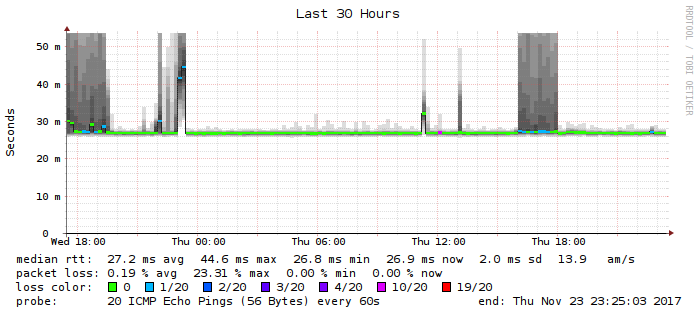 Last 30 Hours
RRDTOOL / TOBI OETIKER
Seconds
50 m
40 m
30 m
20 m
10 m
0
Wed 18:00 Thu 00:00 Thu 06:00 Thu 12:00 Thu 18:00
median rtt: 27.2 ms avg 44.6 ms max 26.8 ms min 26.9 ms now 2.0 ms sd 13.9 am/s
packet loss: 0.19 % avg 23.31 % max 0.00 % min 0.00 % now
loss color: 0 1/20 2/20 3/20 4/20 10/20 19/20
probe: 20 ICMP Echo Pings (56 Bytes) every 60s end: Thu Nov 23 23:25:03 2017